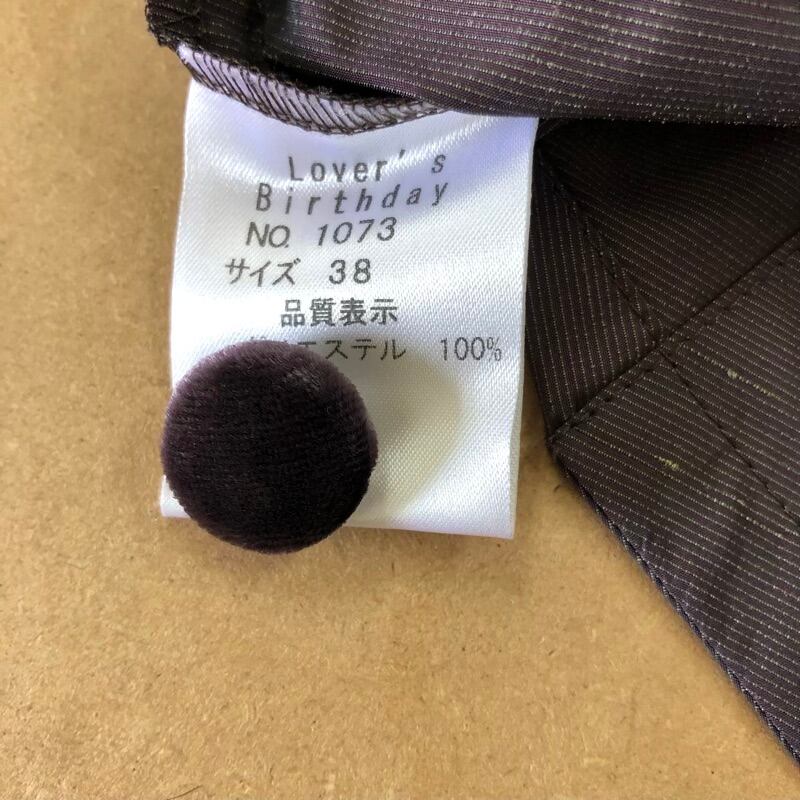 Lover's
Birthday
NO. 1073
サイズ 38
品質表示
エステル 100%